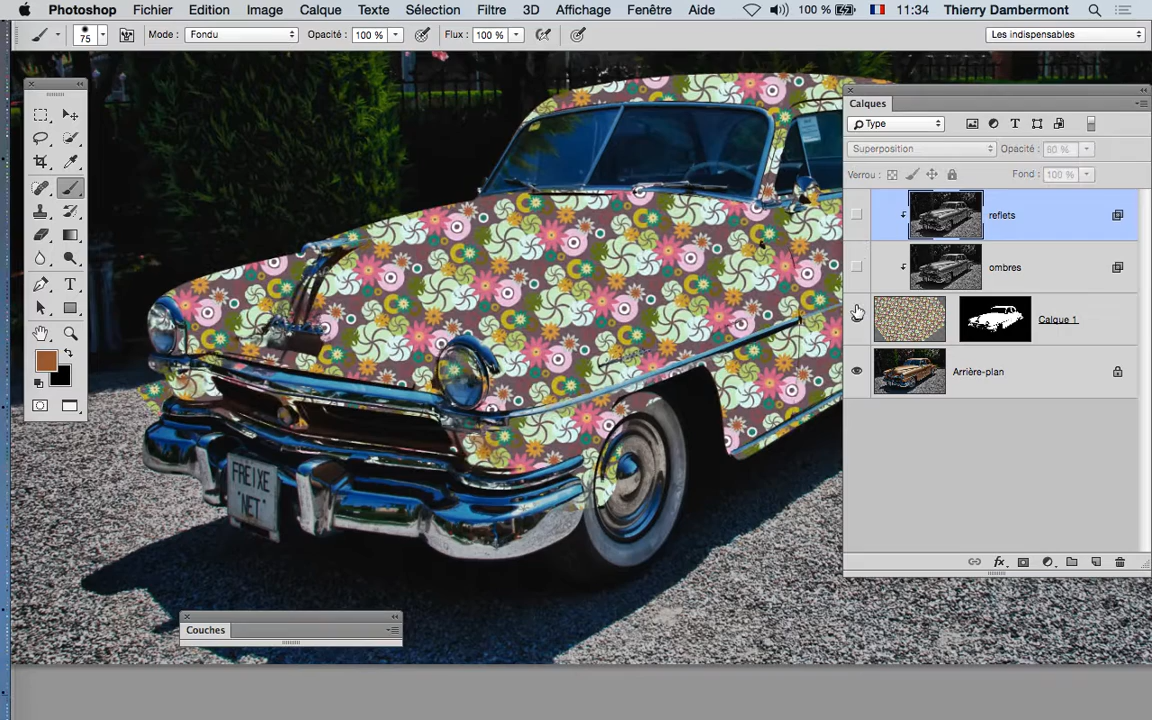 Photoshop Fichier Edition Image Calque Texte Filtre 3D Affichage Fenêtre Aide 100 % 11:34 Thierry Dambermont
75 Mode : Fondu Opacité : 100 % Flux : 100 % Les indispensables
Calques
Type
Superposition Opacité : 60 %
Verrou : Fond : 100 %
reflets
ombres
Calque 1
Arrière-plan
FREIXE
"NET"
Couches